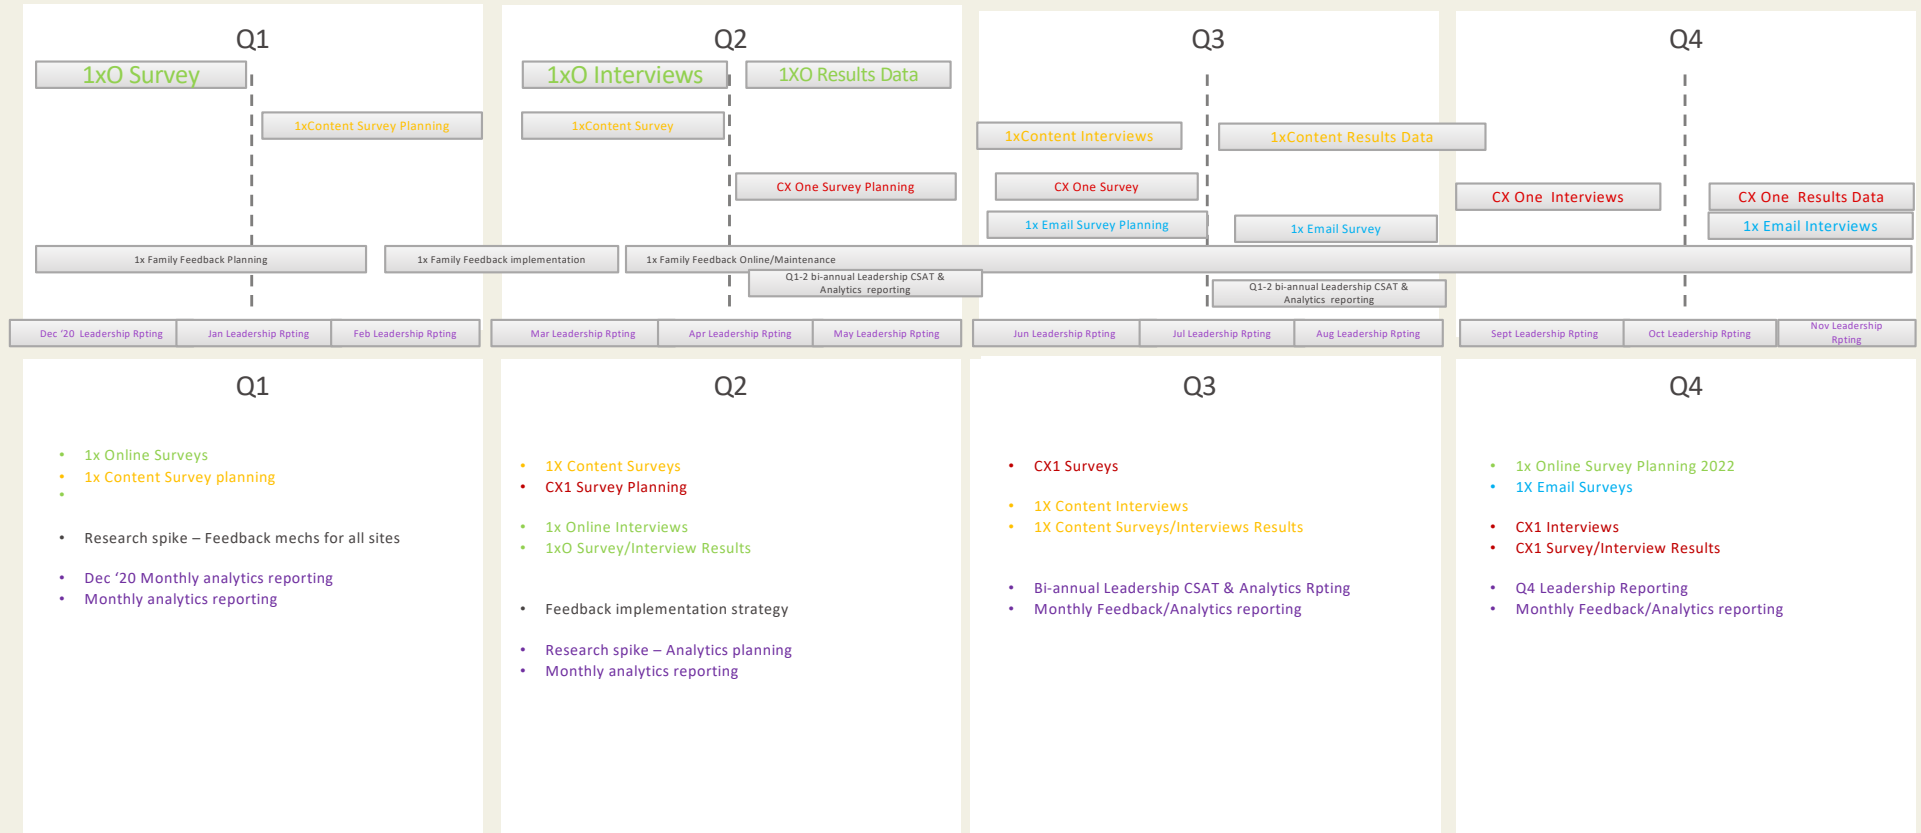 Q1
Q2
Q3
Q4
1xO Survey
1xO Interviews
1XO Results Data
1xContent Survey Planning
1xContent Survey
1xContent Interviews
1xContent Results Data
CX One Survey Planning
CX One Survey
CX One  Interviews
CX One  Results Data
1x Email Survey Planning
1x Email Survey
1x Email Interviews
1x Family Feedback Planning
1x Family Feedback implementation
1x Family Feedback Online/Maintenance
Q1-2 bi-annual Leadership CSAT &
Analytics  reporting
Q1-2 bi-annual Leadership CSAT &
Analytics  reporting
Dec ‘20  Leadership Rpting
Jan Leadership Rpting
Feb Leadership Rpting
Mar Leadership Rpting
Apr Leadership Rpting
May Leadership Rpting
Jun Leadership Rpting
Jul Leadership Rpting
Aug Leadership Rpting
Sept Leadership Rpting
Oct Leadership Rpting
Nov Leadership
Rpting
Q1
• 1x Online Surveys
• 1x Content Survey planning
•
• Research spike – Feedback mechs for all sites
• Dec ‘20 Monthly analytics reporting
• Monthly analytics reporting
Q2
• 1X Content Surveys
• CX1 Survey Planning
• 1x Online Interviews
• 1xO Survey/Interview Results
• Feedback implementation strategy
• Research spike – Analytics planning
• Monthly analytics reporting
Q3
• CX1 Surveys
• 1X Content Interviews
• 1X Content Surveys/Interviews Results
• Bi-annual Leadership CSAT & Analytics Rpting
• Monthly Feedback/Analytics reporting
Q4
• 1x Online Survey Planning 2022
• 1X Email Surveys
• CX1 Interviews
• CX1 Survey/Interview Results
• Q4 Leadership Reporting
• Monthly Feedback/Analytics reporting